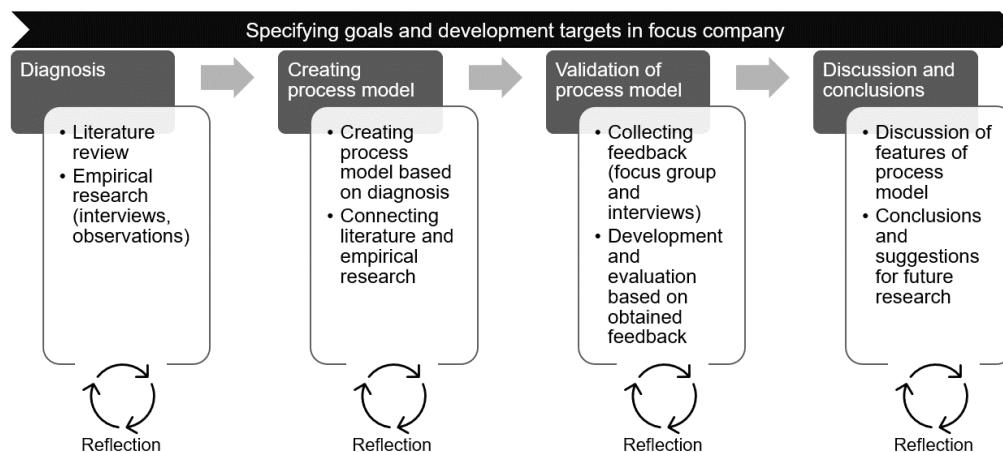 Specifying goals and development targets in focus company
Diagnosis
• Literature
review
• Empirical
research
(interviews,
observations)
Reflection
Creating
process model
• Creating
process
model based
on diagnosis
• Connecting
literature and
empirical
research
Reflection
Validation of
process model
• Collecting
feedback
(focus group
and
interviews)
• Development
and
evaluation
based on
obtained
feedback
Reflection
Discussion and
conclusions
• Discussion of
features of
process
model
• Conclusions
and
suggestions
for future
research
Reflection